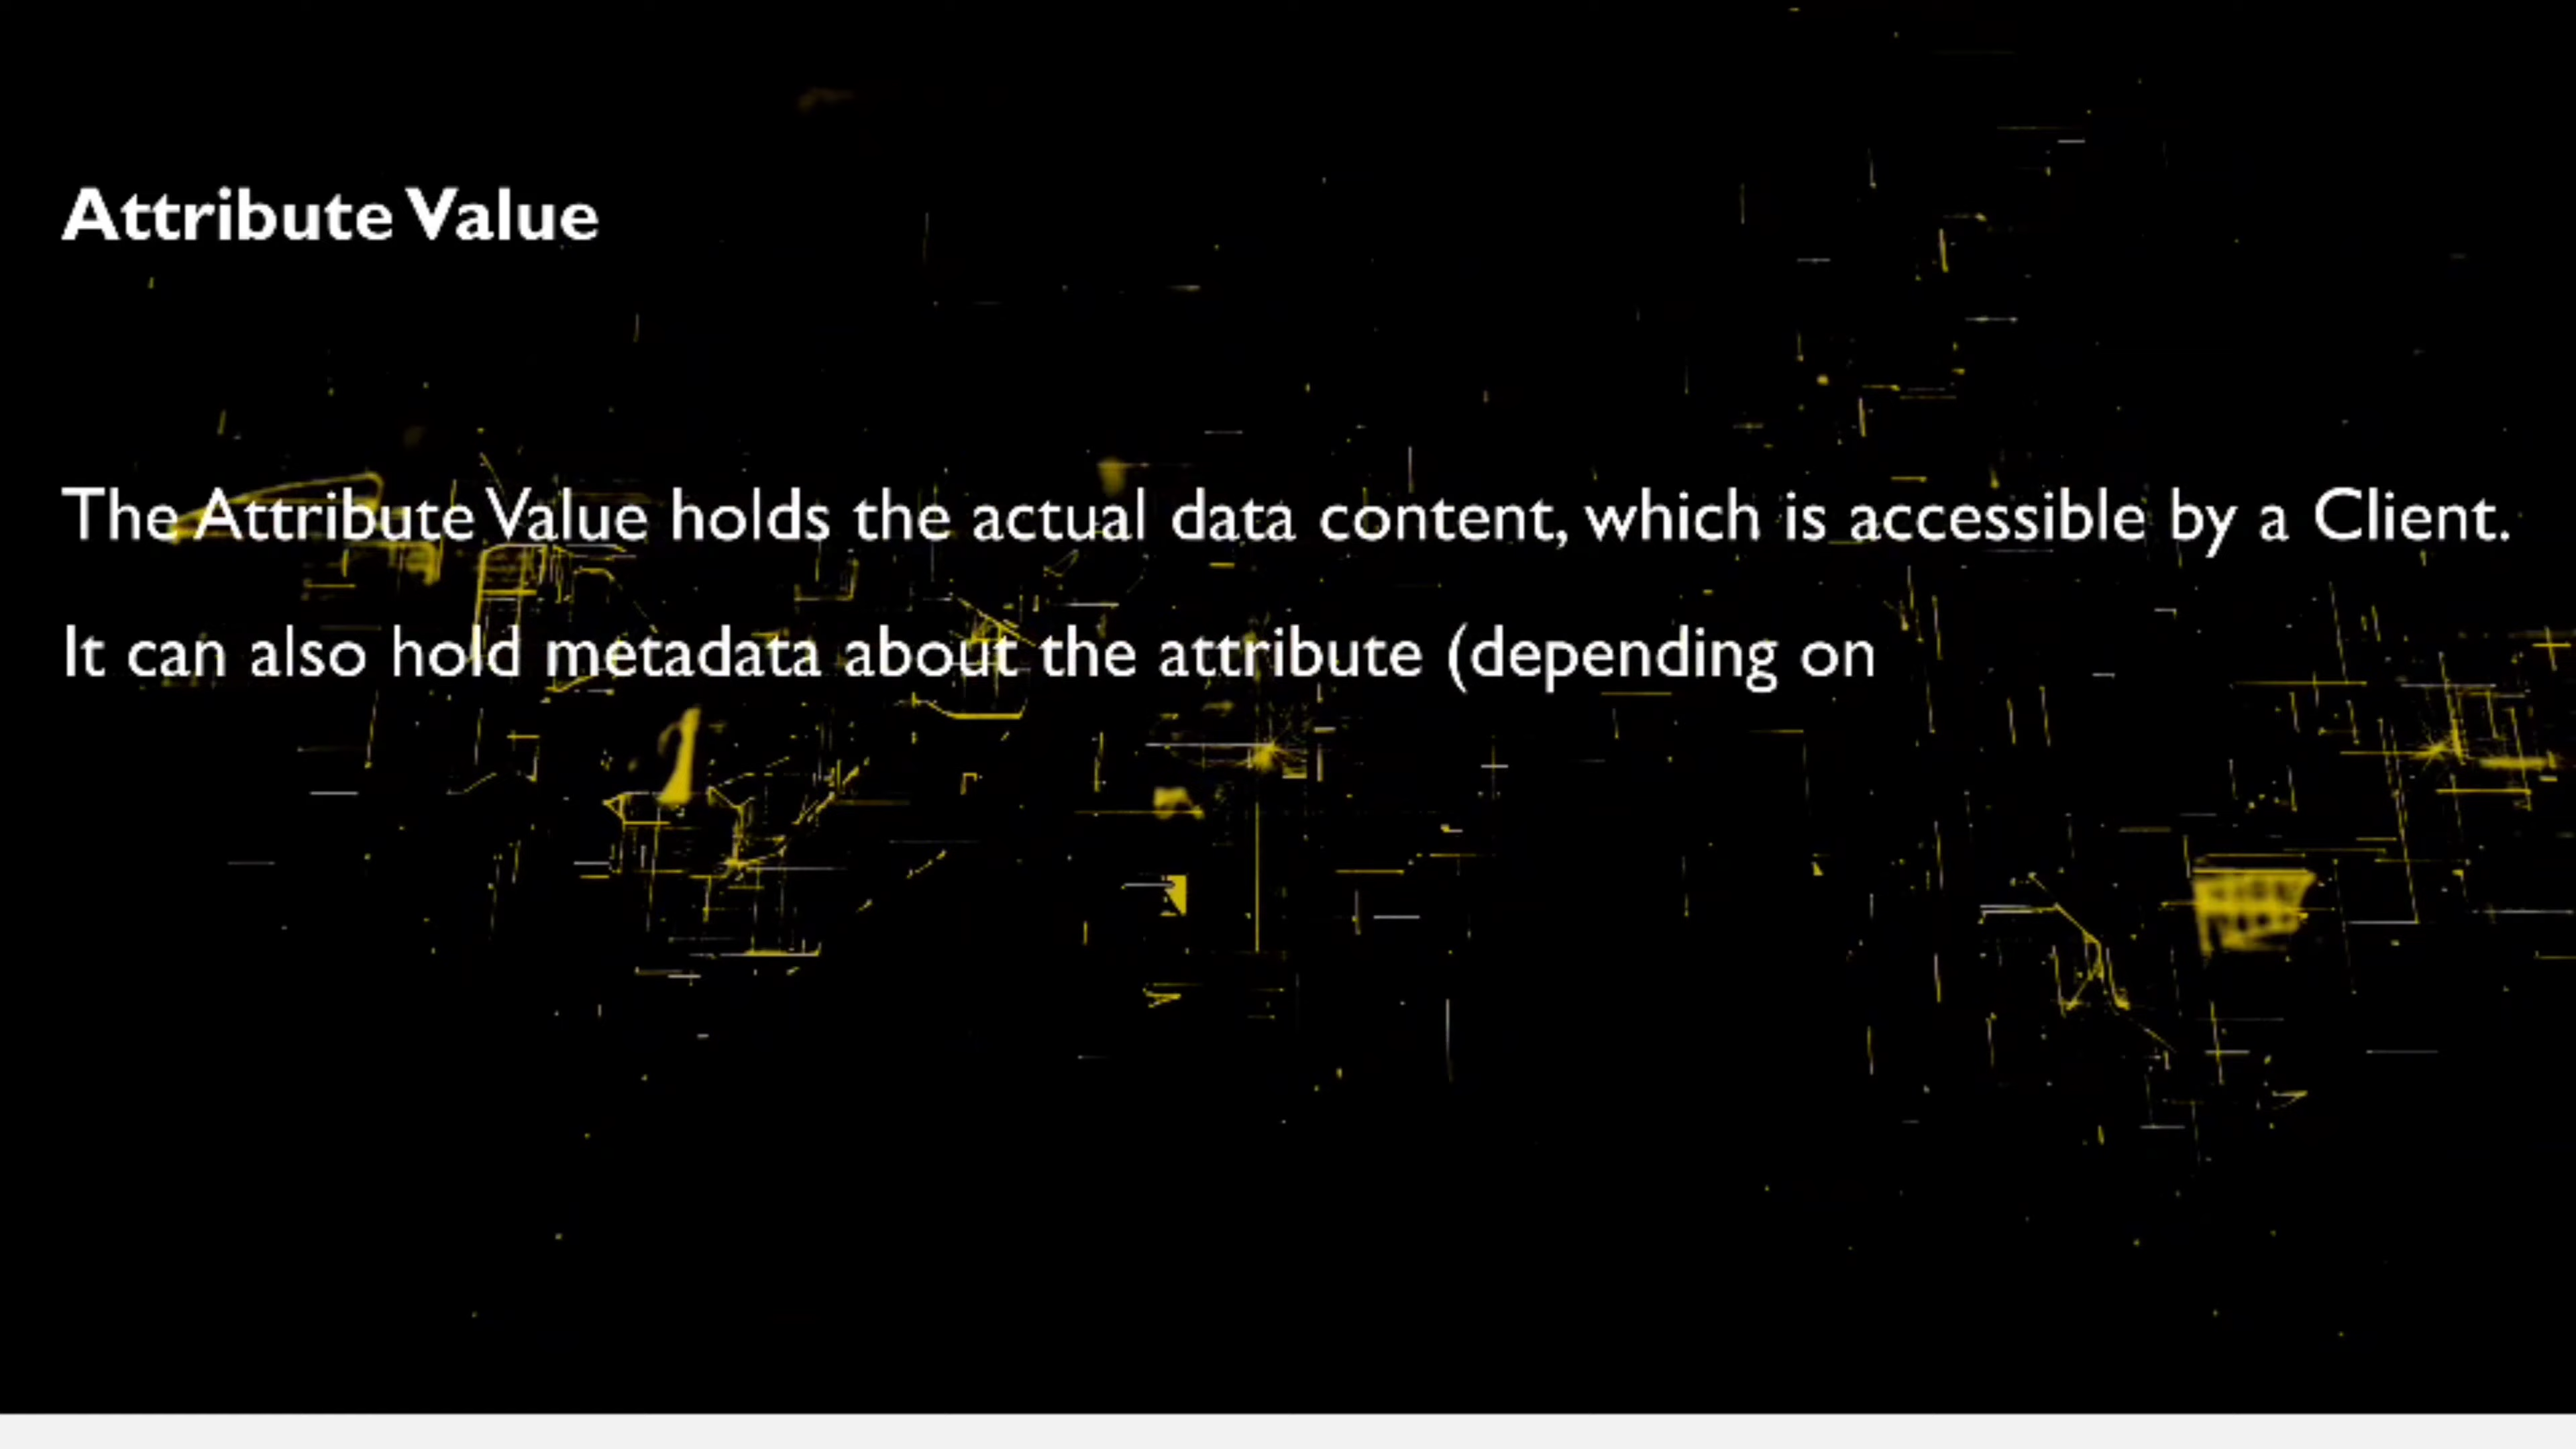 Attribute Value
The Attribute Value holds the actual data content, which is accessible by a Client.
It can also hold metadata about the attribute (depending on